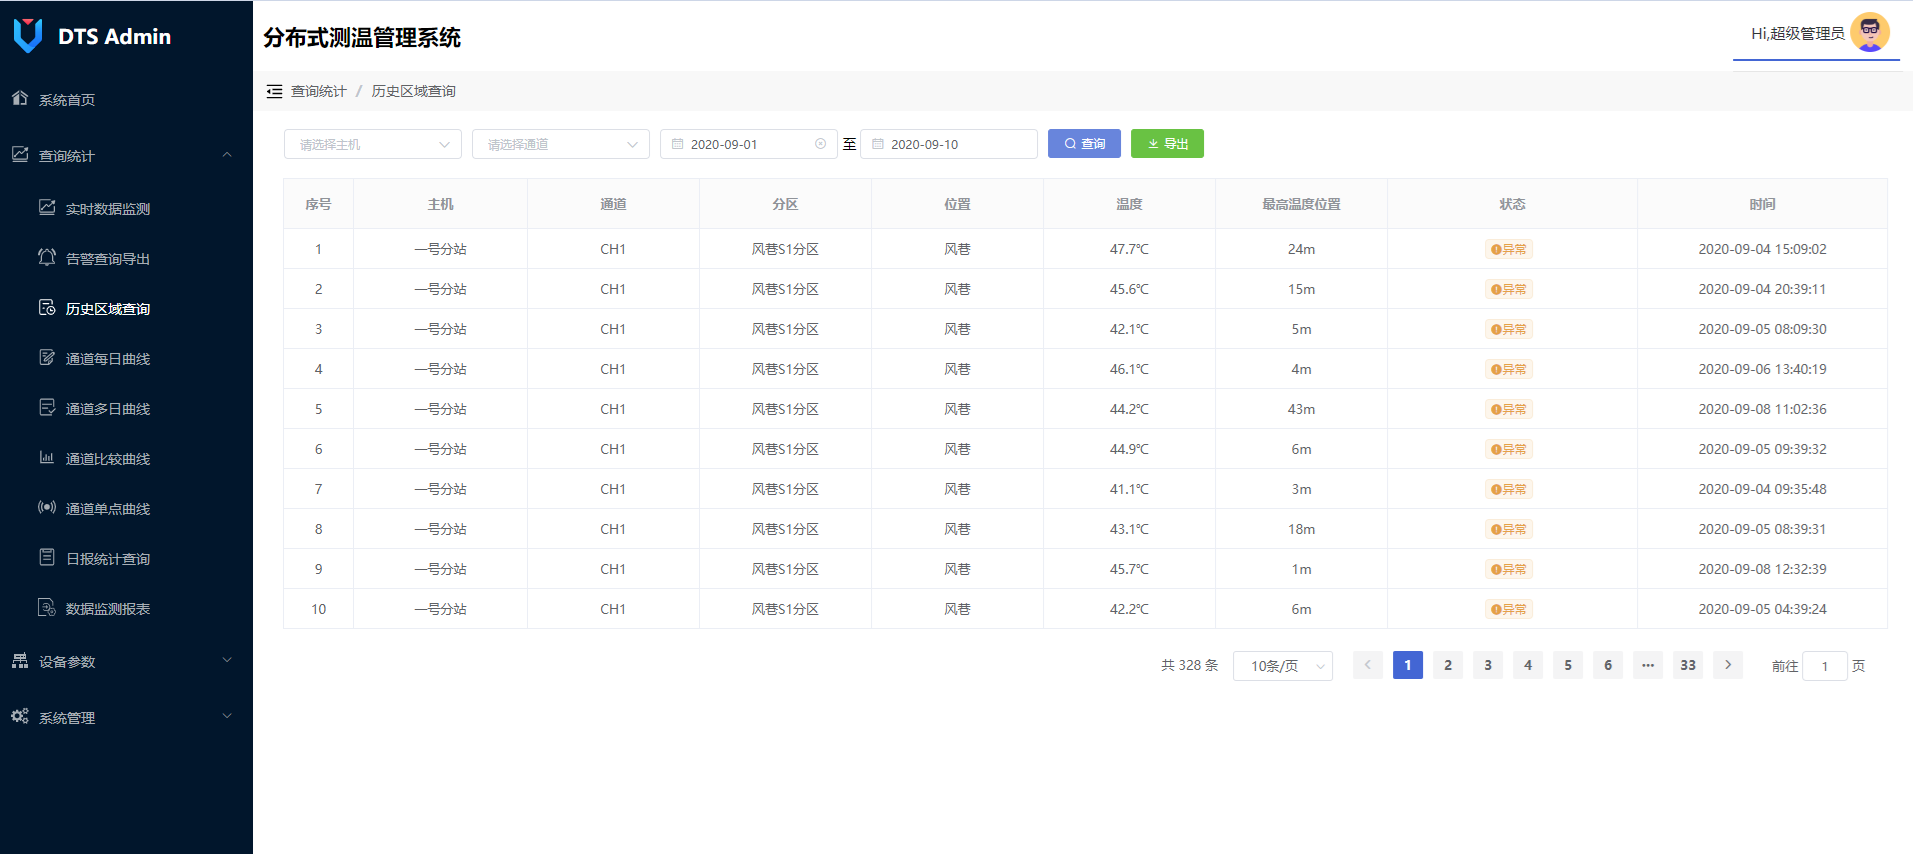 DTS Admin
系统首页
查询统计
实时数据监测
告警查询导出
历史区域查询
通道每日曲线
通道多日曲线
通道比较曲线
通道单点曲线
日报统计查询
数据监测报表
设备参数
系统管理
分布式测温管理系统
Hi,超级管理员
查询统计 / 历史区域查询
请选择主机 请选择通道 2020-09-01 至 2020-09-10 查询 导出
序号 主机 通道 分区 位置 温度 最高温度位置 状态 时间
1 一号分站 CH1 风巷S1分区 风巷 47.7℃ 24m 异常 2020-09-04 15:09:02
2 一号分站 CH1 风巷S1分区 风巷 45.6℃ 15m 异常 2020-09-04 20:39:11
3 一号分站 CH1 风巷S1分区 风巷 42.1℃ 5m 异常 2020-09-05 08:09:30
4 一号分站 CH1 风巷S1分区 风巷 46.1℃ 4m 异常 2020-09-06 13:40:19
5 一号分站 CH1 风巷S1分区 风巷 44.2℃ 43m 异常 2020-09-08 11:02:36
6 一号分站 CH1 风巷S1分区 风巷 44.9℃ 6m 异常 2020-09-05 09:39:32
7 一号分站 CH1 风巷S1分区 风巷 41.1℃ 3m 异常 2020-09-04 09:35:48
8 一号分站 CH1 风巷S1分区 风巷 43.1℃ 18m 异常 2020-09-05 08:39:31
9 一号分站 CH1 风巷S1分区 风巷 45.7℃ 1m 异常 2020-09-08 12:32:39
10 一号分站 CH1 风巷S1分区 风巷 42.2℃ 6m 异常 2020-09-05 04:39:24
共 328 条 10条/页 1 2 3 4 5 6 ··· 33 前往 1 页